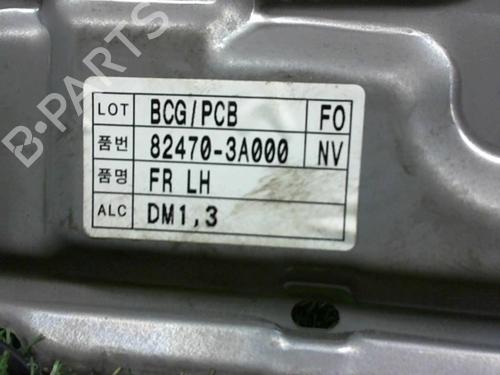 B-PARTS
LOT BCG/PCB FO
품번 82470-3A000 NV
품명 FR LH
ALC DM1,3